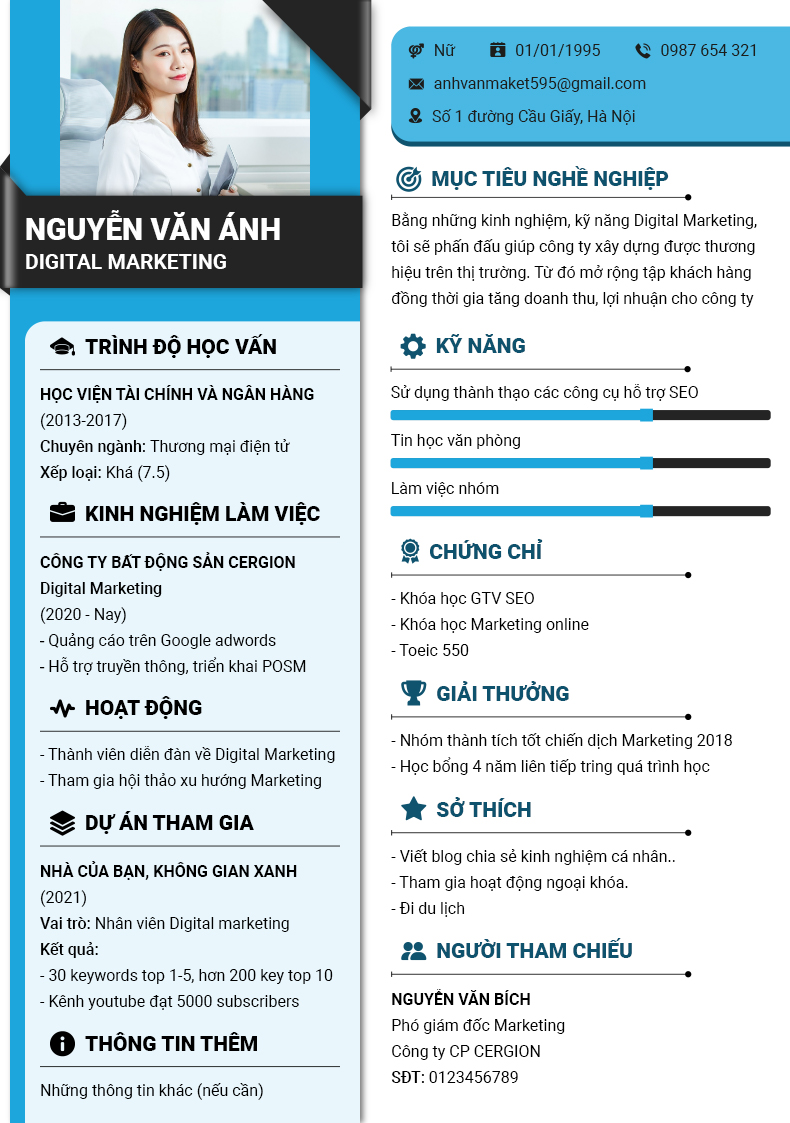 NGUYỄN VĂN ÁNH
DIGITAL MARKETING
TRÌNH ĐỘ HỌC VẤN
HỌC VIỆN TÀI CHÍNH VÀ NGÂN HÀNG
(2013-2017)
Chuyên ngành: Thương mại điện tử
Xếp loại: Khá (7.5)
KINH NGHIỆM LÀM VIỆC
CÔNG TY BẤT ĐỘNG SẢN CERGION
Digital Marketing
(2020 - Nay)
- Quảng cáo trên Google adwords
- Hỗ trợ truyền thông, triển khai POSM
HOẠT ĐỘNG
- Thành viên diễn đàn về Digital Marketing
- Tham gia hội thảo xu hướng Marketing
DỰ ÁN THAM GIA
NHÀ CỦA BẠN, KHÔNG GIAN XANH
(2021)
Vai trò: Nhân viên Digital marketing
Kết quả:
- 30 keywords top 1-5, hơn 200 key top 10
- Kênh youtube đạt 5000 subscribers
THÔNG TIN THÊM
Những thông tin khác (nếu cần)
Nữ 01/01/1995 0987 654 321
anhvanmaket595@gmail.com
Số 1 đường Cầu Giấy, Hà Nội
MỤC TIÊU NGHỀ NGHIỆP
Bằng những kinh nghiệm, kỹ năng Digital Marketing,
tôi sẽ phấn đấu giúp công ty xây dựng được thương
hiệu trên thị trường. Từ đó mở rộng tập khách hàng
đồng thời gia tăng doanh thu, lợi nhuận cho công ty
KỸ NĂNG
Sử dụng thành thạo các công cụ hỗ trợ SEO
Tin học văn phòng
Làm việc nhóm
CHỨNG CHỈ
- Khóa học GTV SEO
- Khóa học Marketing online
- Toeic 550
GIẢI THƯỞNG
- Nhóm thành tích tốt chiến dịch Marketing 2018
- Học bổng 4 năm liên tiếp tring quá trình học
SỞ THÍCH
- Viết blog chia sẻ kinh nghiệm cá nhân..
- Tham gia hoạt động ngoại khóa.
- Đi du lịch
NGƯỜI THAM CHIẾU
NGUYỄN VĂN BÍCH
Phó giám đốc Marketing
Công ty CP CERGION
SĐT: 0123456789